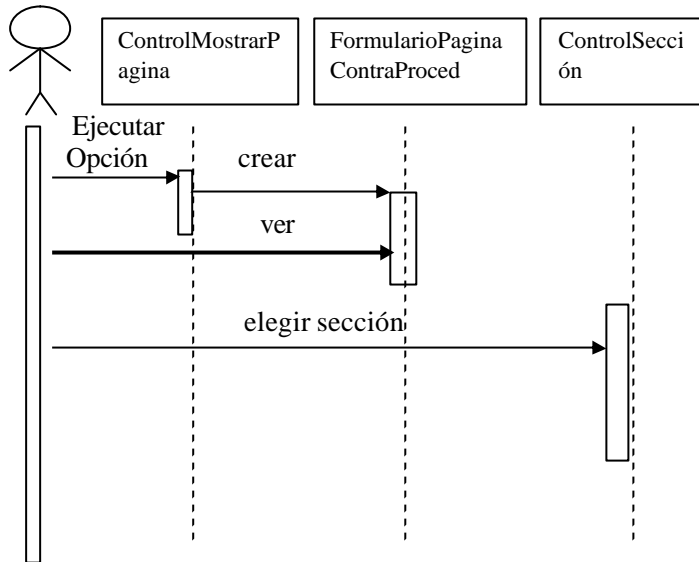 ControlMostrarP
agina
FormularioPagina
ContraProced
ControlSecci
ón
Ejecutar
Opción
crear
ver
elegir sección